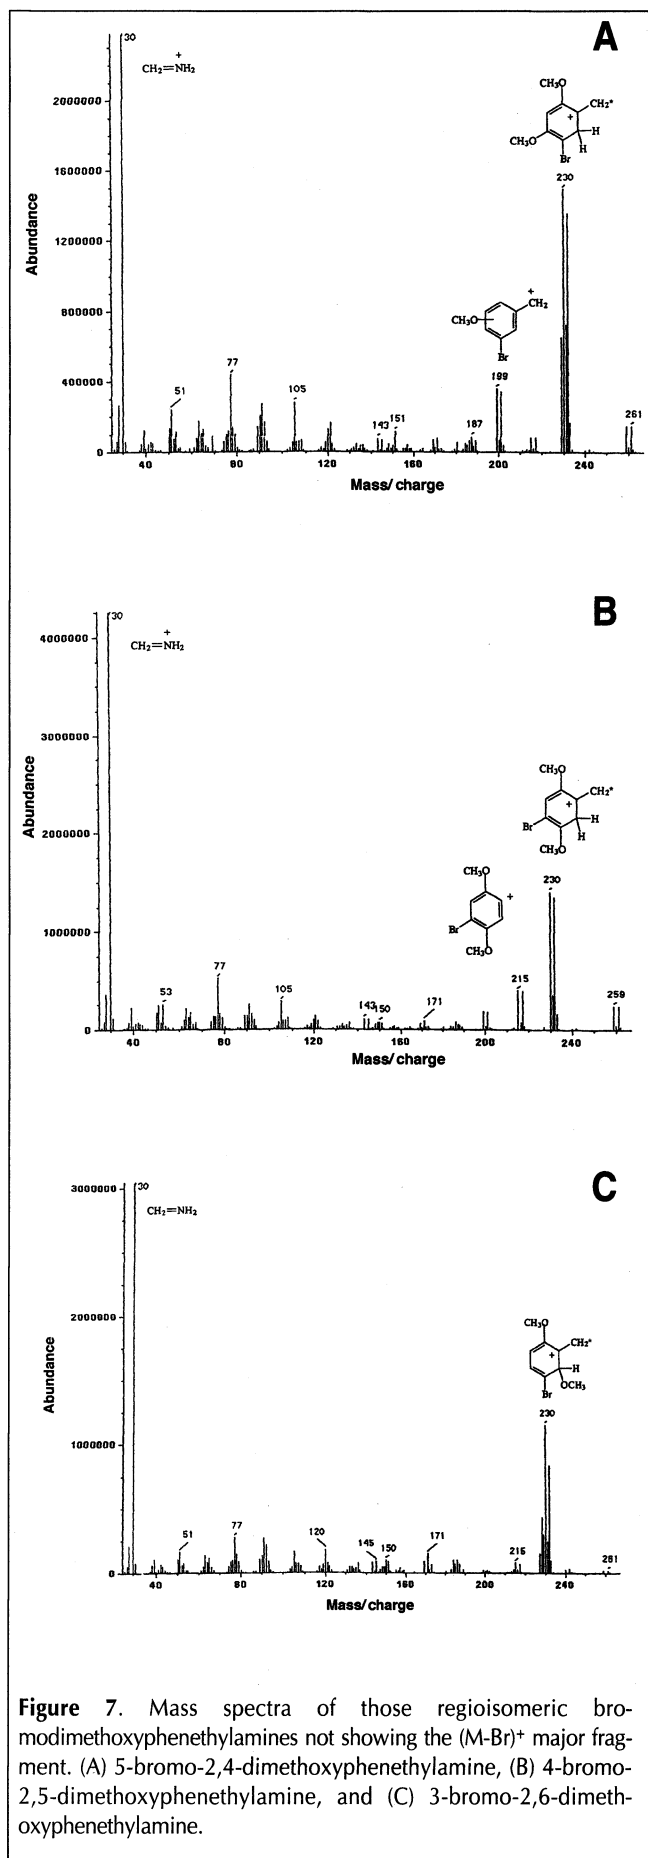 A
30
+
CH₂=NH₂
CH₃O
CH₂*
+
H
CH₃O
H
Br
2000000
1600000
230
1200000
Abundance
+
CH₂
CH₃O
Br
800000
77
199
400000
51
105
143
151
187
261
0
40
80
120
160
200
240
Mass/charge
B
30
4000000
+
CH₂=NH₂
3000000
CH₃O
CH₂*
+
Br
H
H
CH₃O
Abundance
2000000
CH₃O
+
Br
CH₃O
230
1000000
77
215
53
105
143
150
171
259
0
40
80
120
160
200
240
Mass/charge
C
3000000
30
CH₂=NH₂
2000000
CH₃O
CH₂*
+
H
Br
OCH₃
Abundance
230
1000000
51
77
120
145
150
171
215
261
0
40
80
120
160
200
240
Mass/charge
Figure 7. Mass spectra of those regioisomeric bro-
modimethoxyphenethylamines not showing the (M-Br)⁺ major frag-
ment. (A) 5-bromo-2,4-dimethoxyphenethylamine, (B) 4-bromo-
2,5-dimethoxyphenethylamine, and (C) 3-bromo-2,6-dimeth-
oxyphenethylamine.